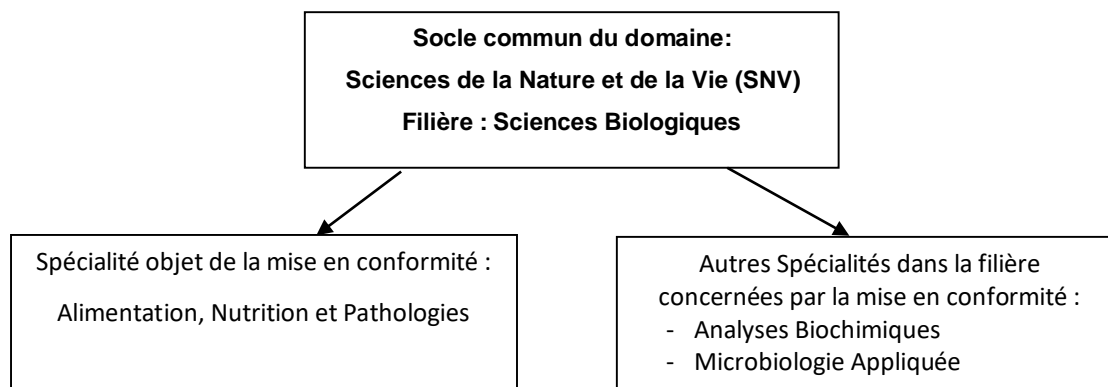 Socle commun du domaine:
Sciences de la Nature et de la Vie (SNV)
Filière : Sciences Biologiques
Spécialité objet de la mise en conformité :
Alimentation, Nutrition et Pathologies
Autres Spécialités dans la filière
concernées par la mise en conformité :
- Analyses Biochimiques
- Microbiologie Appliquée